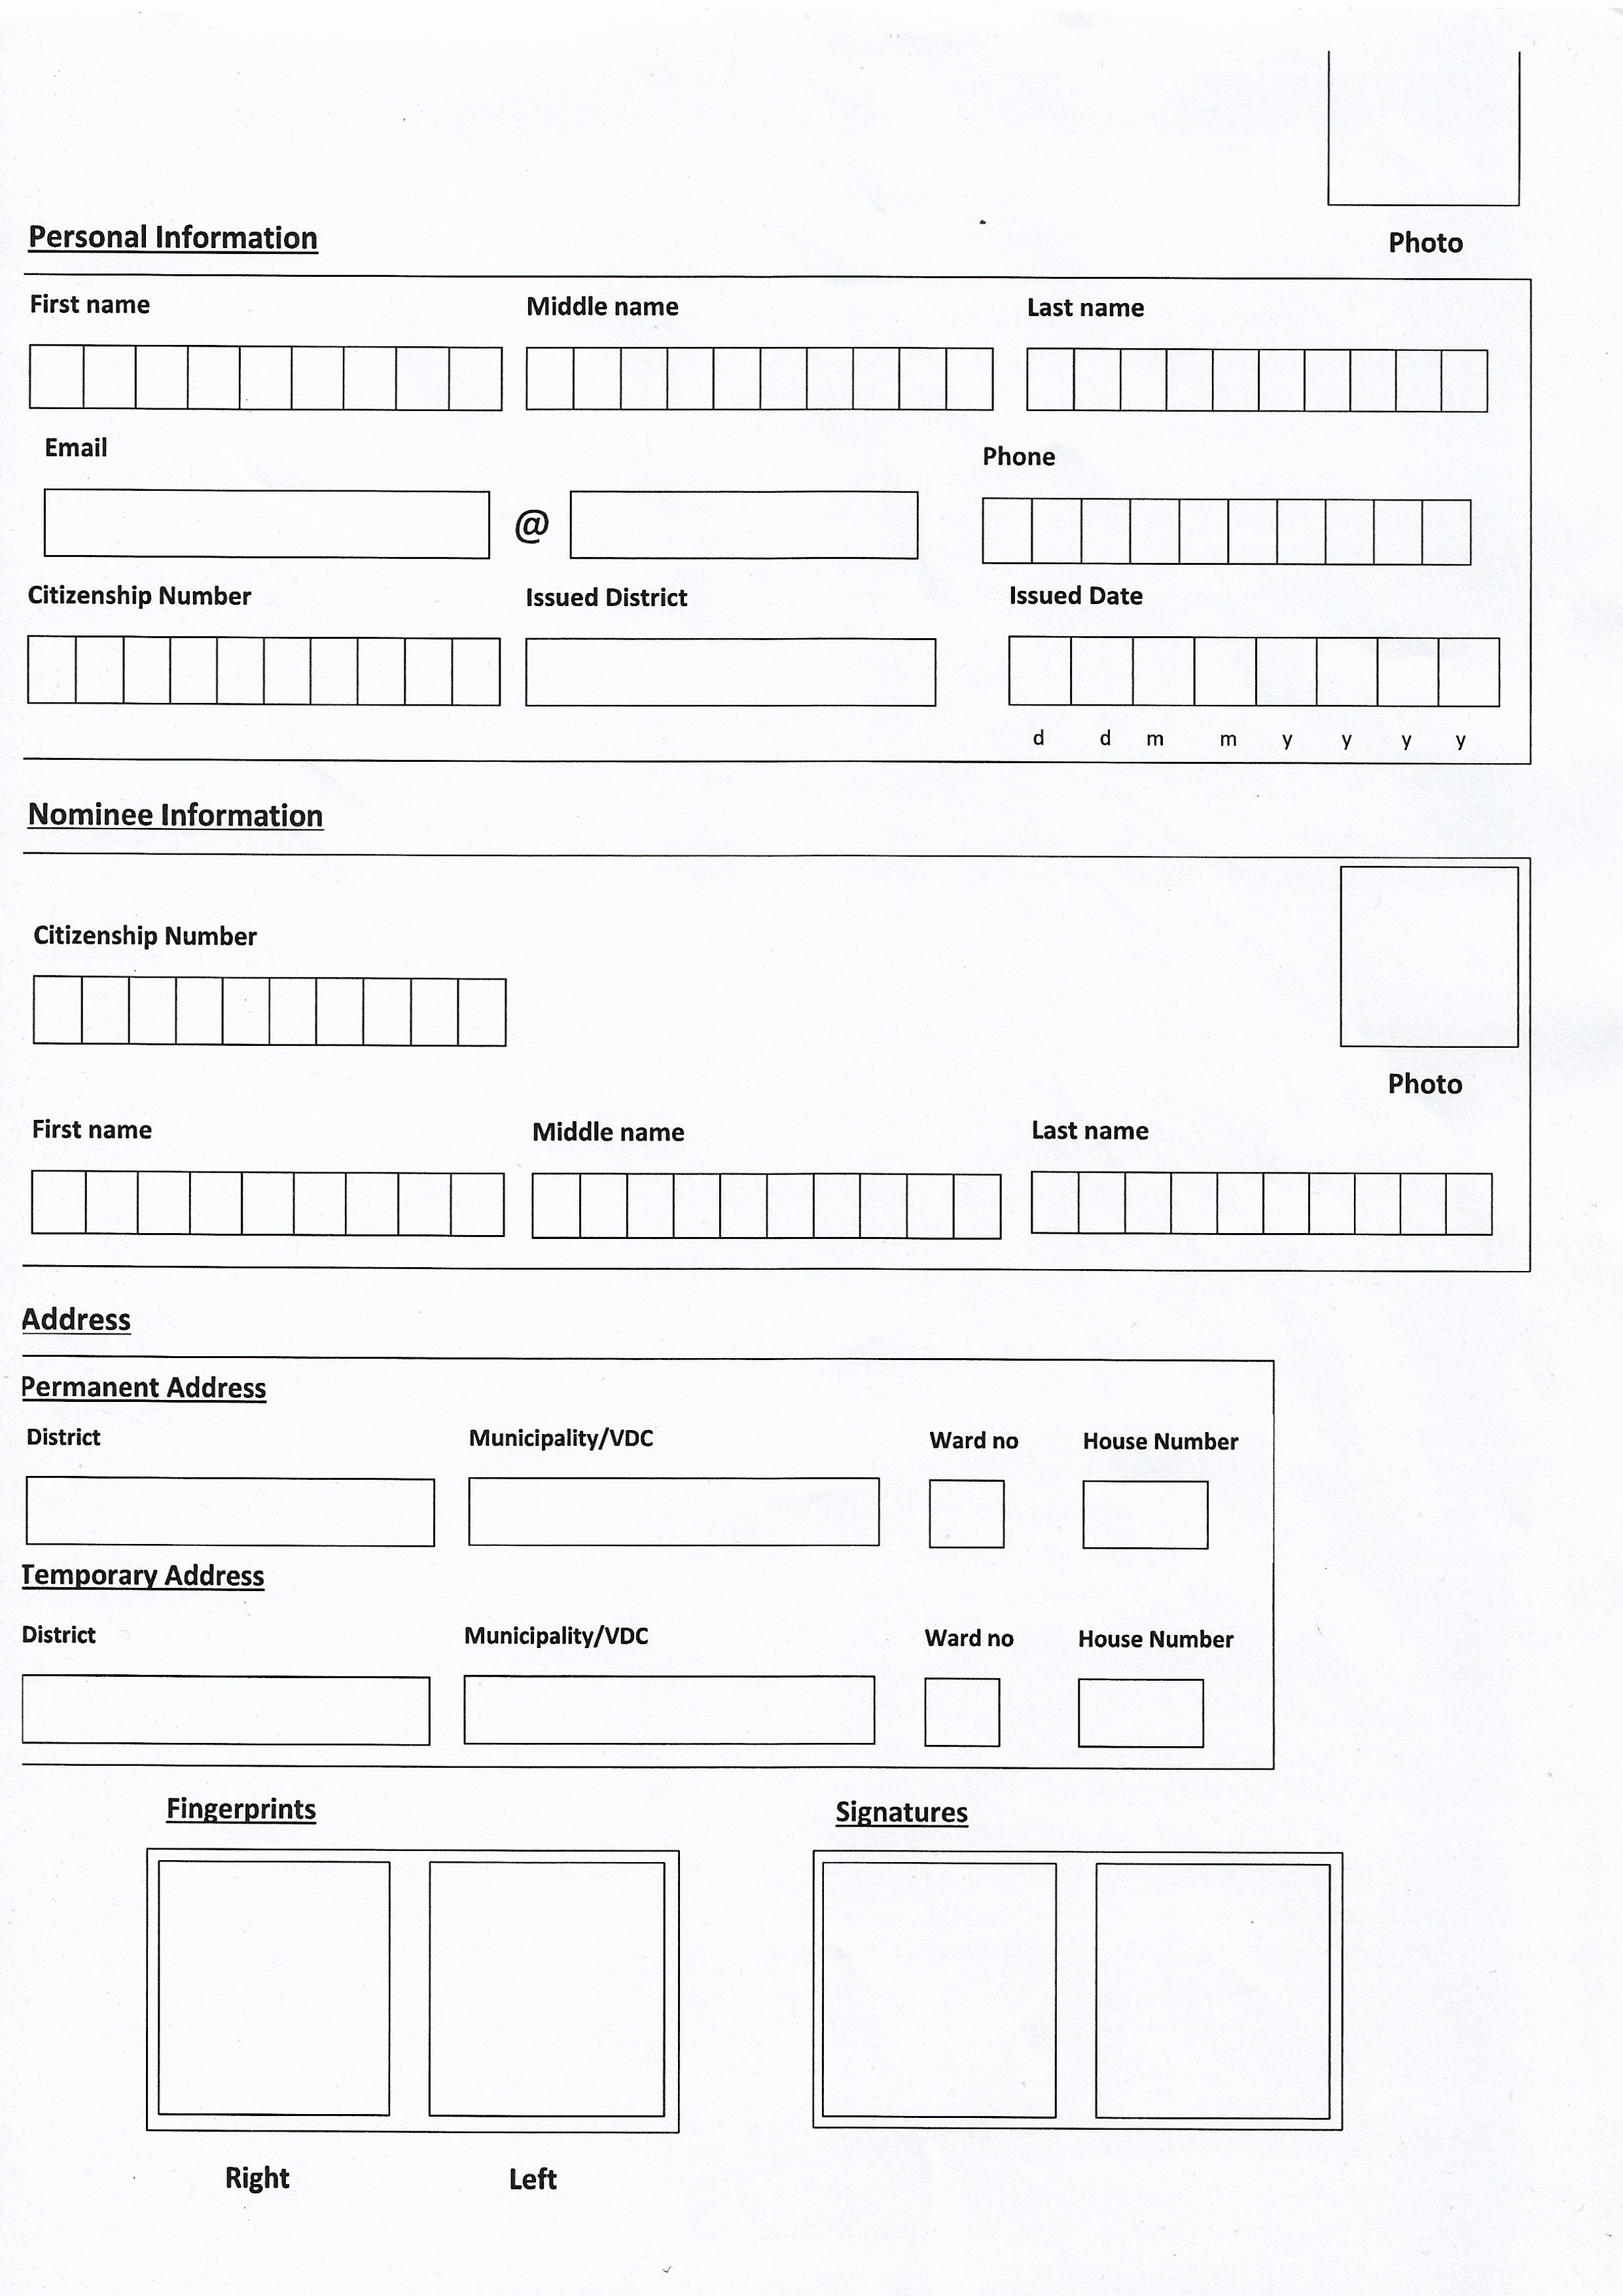 Personal Information
Photo
First name Middle name Last name
Email Phone
@
Citizenship Number Issued District Issued Date
d d m m y y y y
Nominee Information
Citizenship Number
Photo
First name Middle name Last name
Address
Permanent Address
District Municipality/VDC Ward no House Number
Temporary Address
District Municipality/VDC Ward no House Number
Fingerprints Signatures
Right Left